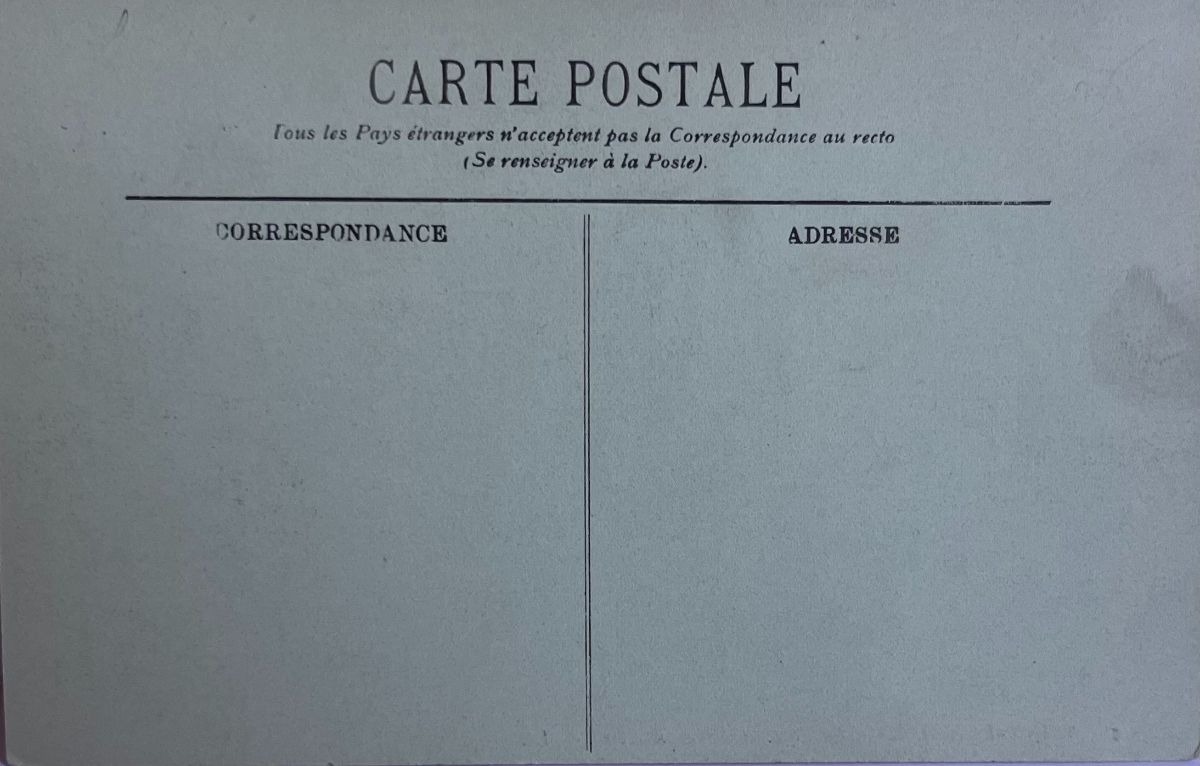 CARTE POSTALE
Tous les Pays étrangers n'acceptent pas la Correspondance au recto
(Se renseigner à la Poste).
CORRESPONDANCE
ADRESSE